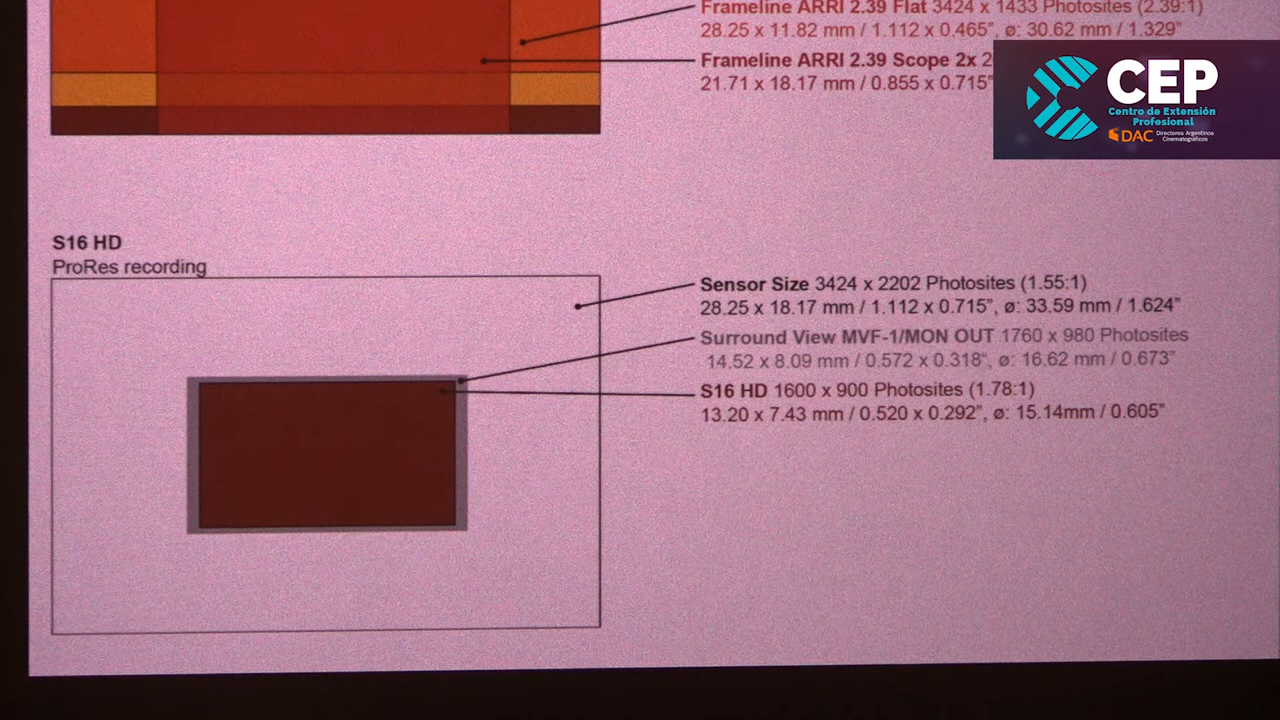 Frameline ARRI 2.39 Flat 3424 x 1433 Photosites (2.39:1)
28.25 x 11.82 mm / 1.112 x 0.465”, ø: 30.62 mm / 1.329”
Frameline ARRI 2.39 Scope 2x 2
21.71 x 18.17 mm / 0.855 x 0.715”
CEP
Centro de Extensión
Profesional
DAC Directores Argentinos
Cinematográficos
S16 HD
ProRes recording
Sensor Size 3424 x 2202 Photosites (1.55:1)
28.25 x 18.17 mm / 1.112 x 0.715”, ø: 33.59 mm / 1.624”
Surround View MVF-1/MON OUT 1760 x 980 Photosites
14.52 x 8.09 mm / 0.572 x 0.318“, ø: 16.62 mm / 0.673”
S16 HD 1600 x 900 Photosites (1.78:1)
13.20 x 7.43 mm / 0.520 x 0.292”, ø: 15.14mm / 0.605”